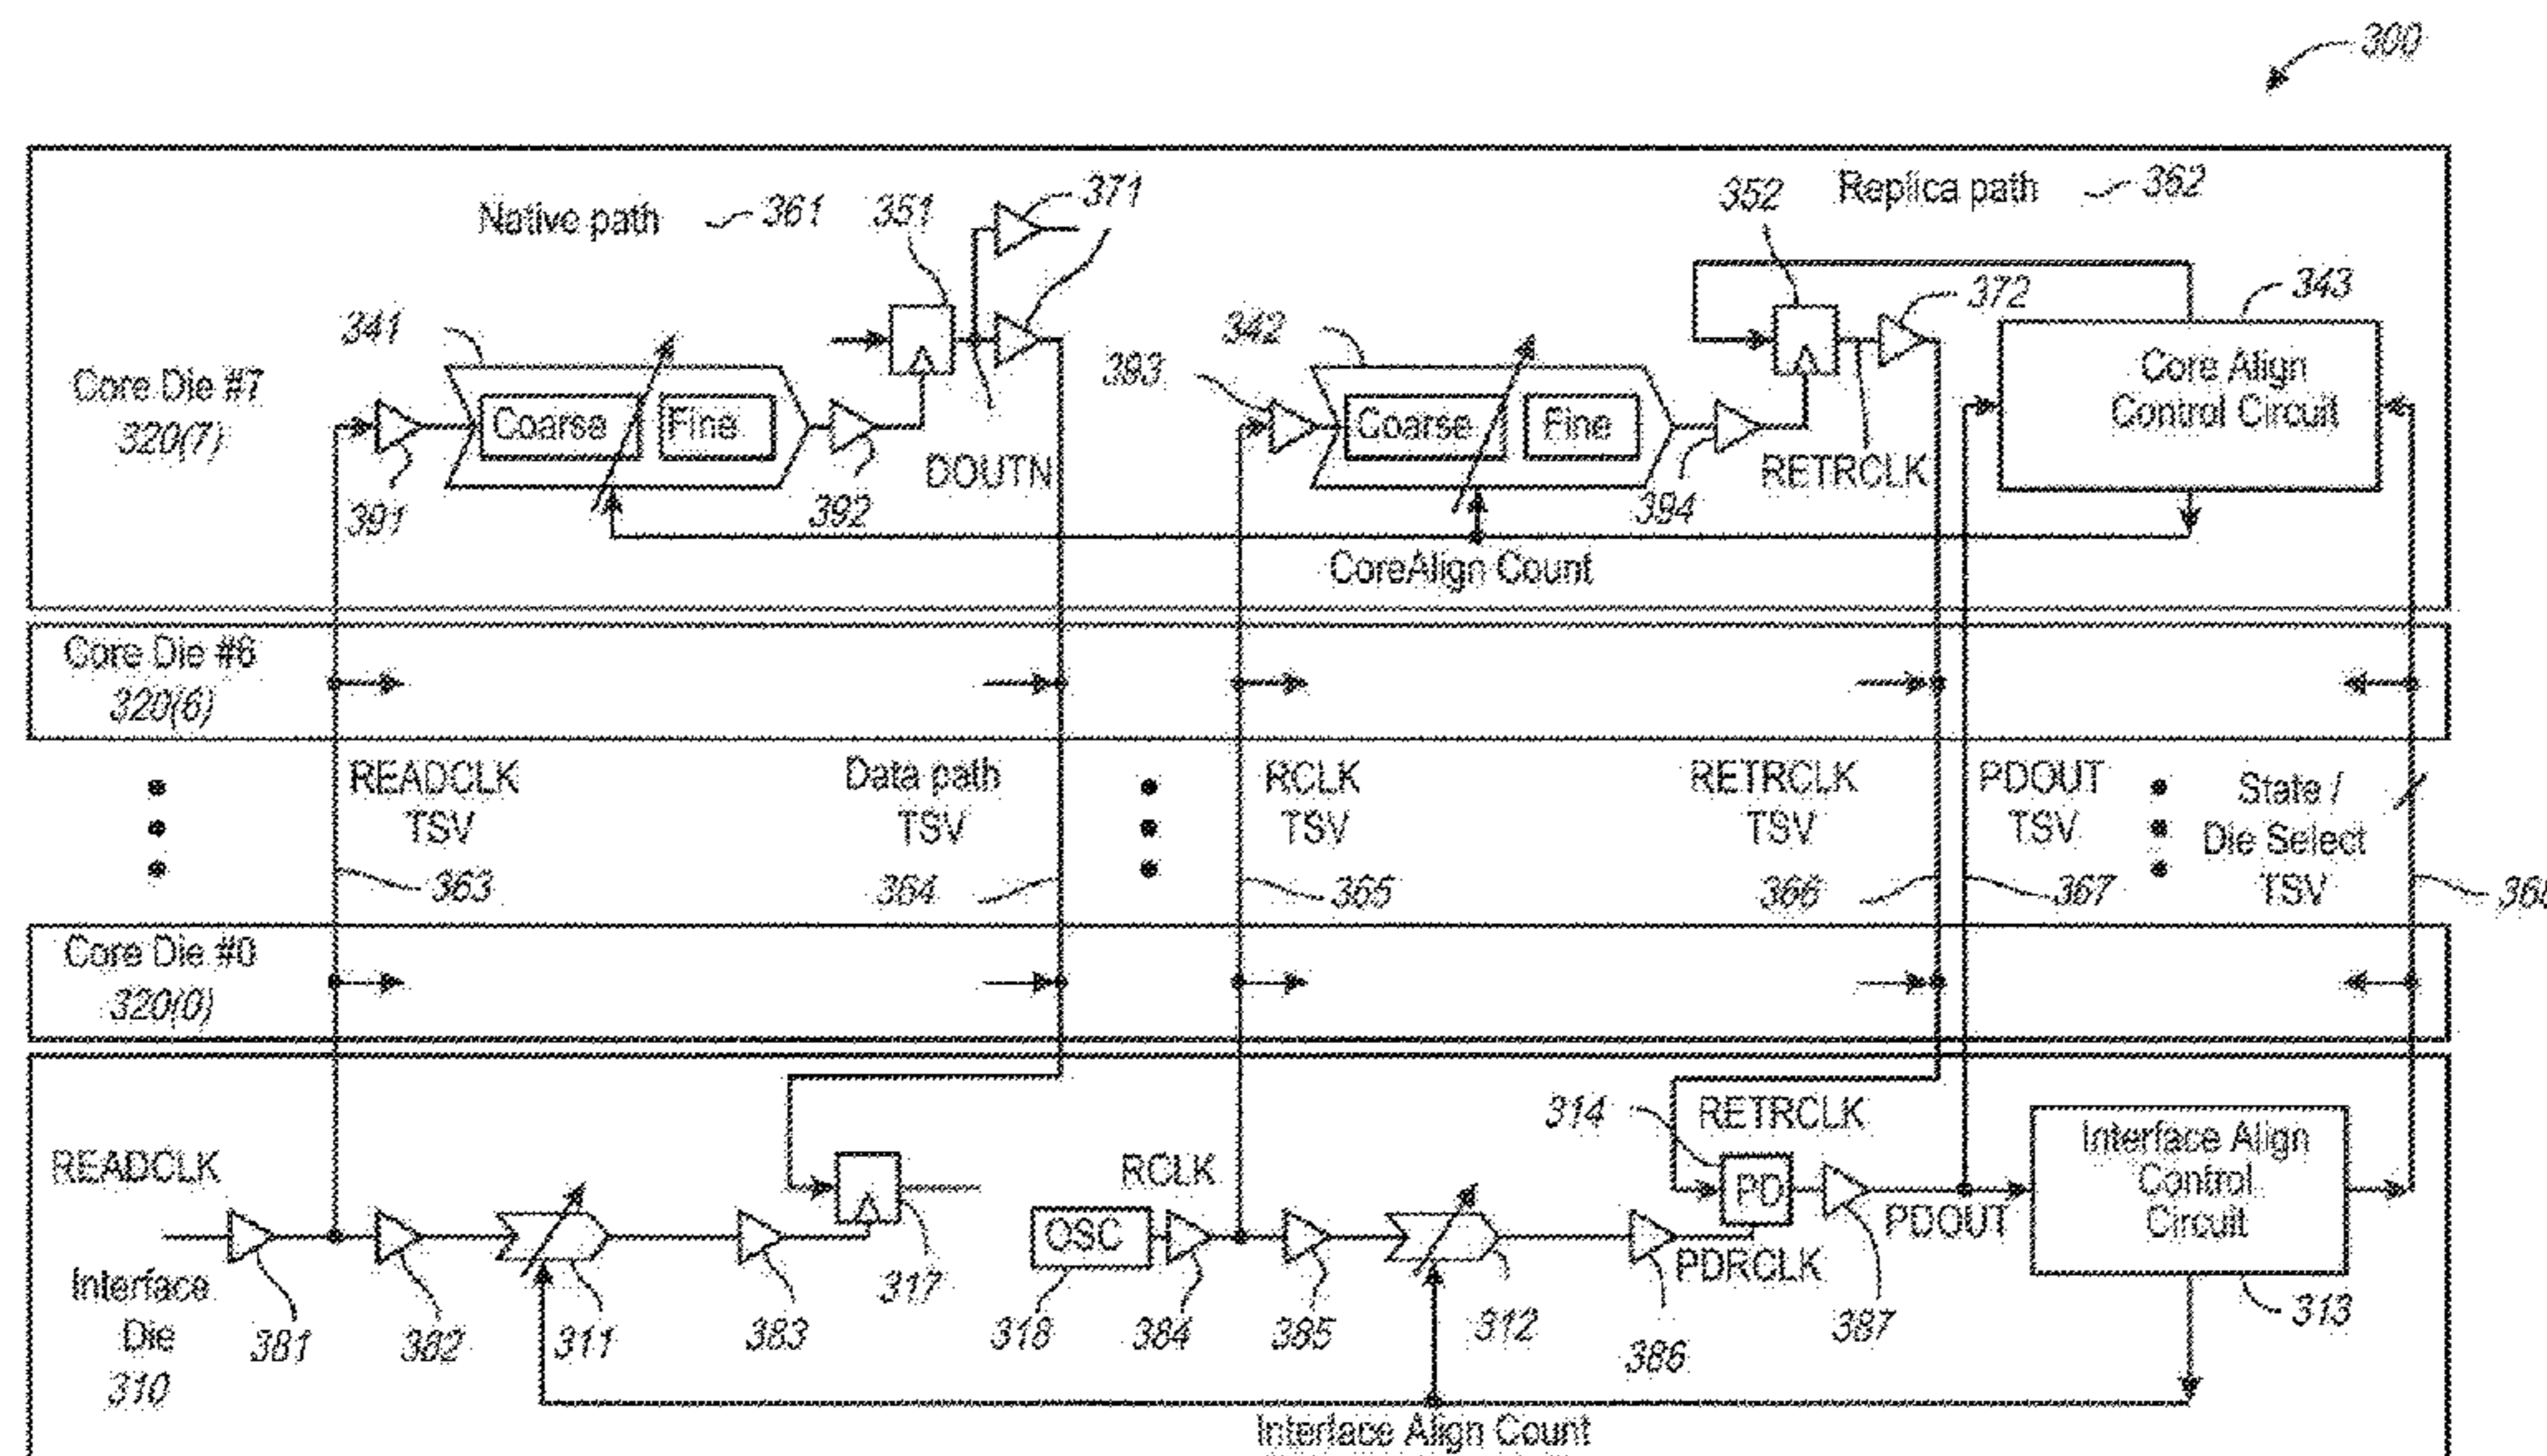 300
Native path
361
351
371
352
Replica path
362
341
342
393
372
343
Core Die #7
320(7)
Coarse
Fine
Coarse
Fine
Core Align
Control Circuit
391
392
DOUTN
394
RETRCLK
CoreAlign Count
Core Die #6
320(6)
READCLK
TSV
363
Data path
TSV
364
RCLK
TSV
365
RETRCLK
TSV
366
PDOUT
TSV
367
State /
Die Select
TSV
Core Die #0
320(0)
READCLK
RCLK
314
RETRCLK
PD
Interface Align
Control
Circuit
OSC
PDOUT
PDRCLK
317
Interface
Die
310
381
382
311
383
318
384
385
312
386
387
313
Interface Align Count